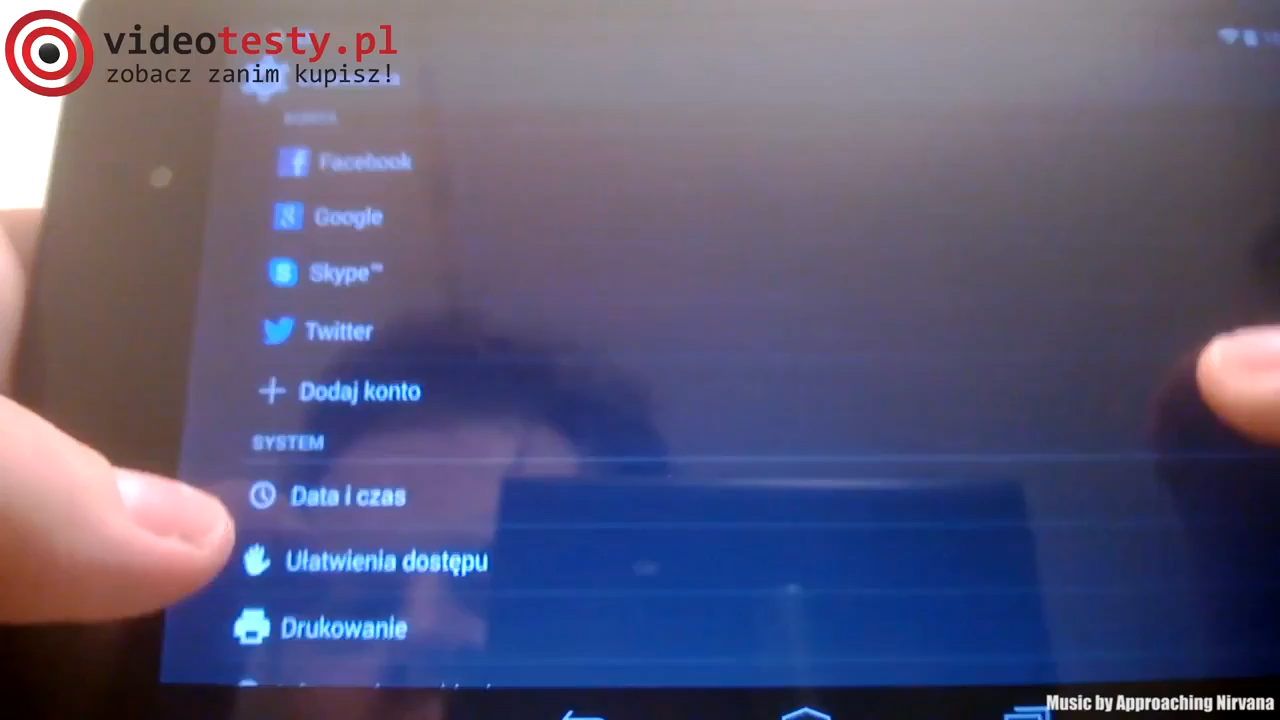 videotesty.pl
zobacz zanim kupisz!
Facebook
Google
Skype™
Twitter
Dodaj konto
SYSTEM
Data i czas
Ułatwienia dostępu
Drukowanie
Music by Approaching Nirvana